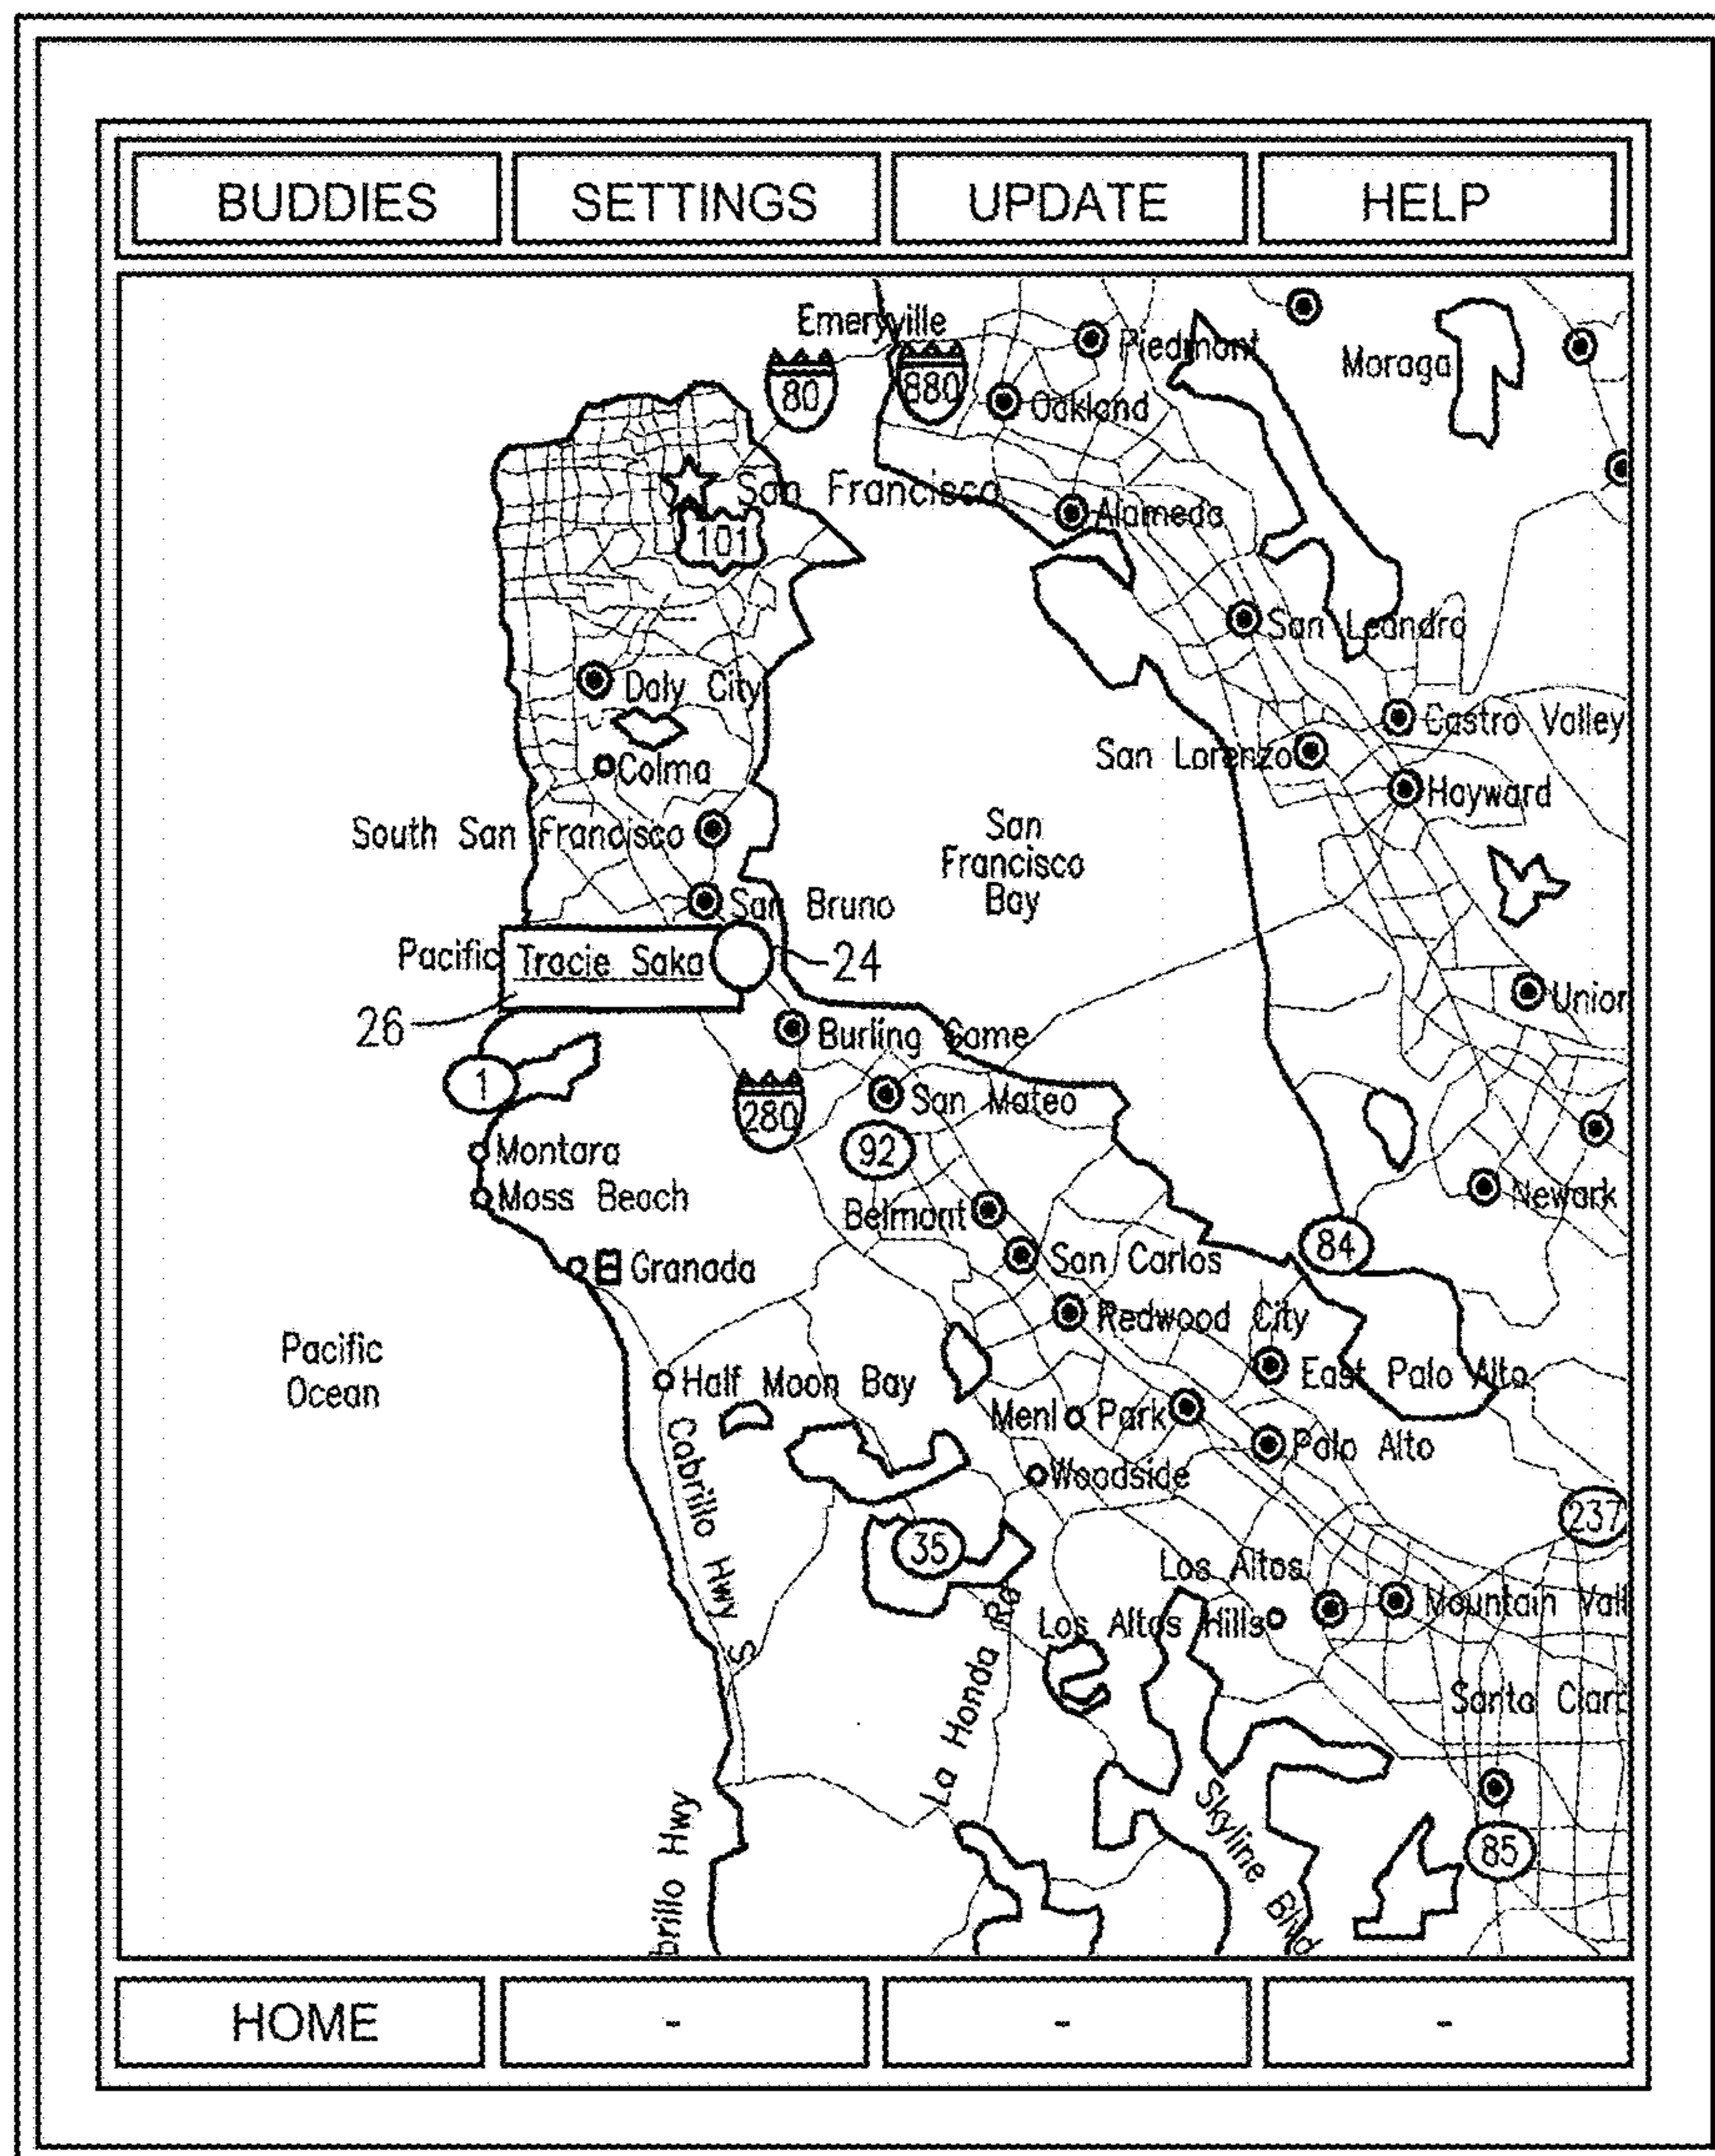 BUDDIES SETTINGS UPDATE HELP
Emeryville
Piedmont
Moraga
80
880
Oakland
San Francisco
101
Alameda
San Leandro
Daly City
Castro Valley
San Lorenzo
Colma
Hayward
South San Francisco
San
Francisco
Bay
San Bruno
Pacific
Tracie Saka
24
26
Union
Burling Game
1
280
San Mateo
92
Montara
Moss Beach
Newark
Belmont
84
San Carlos
Granada
Redwood City
Pacific
Ocean
East Palo Alto
Half Moon Bay
Menlo Park
Palo Alto
Woodside
Cabrillo Hwy S
237
35
Los Altos
Mountain Vall
Los Altos Hills
La Honda Rd
Santa Clara
Skyline Blvd
85
brillo Hwy
HOME - - -